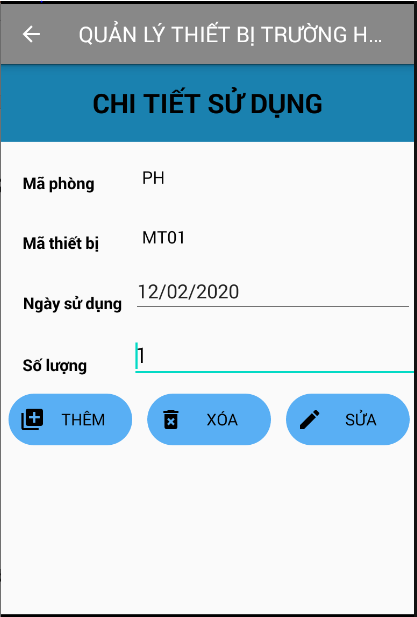 QUẢN LÝ THIẾT BỊ TRƯỜNG H...
CHI TIẾT SỬ DỤNG
Mã phòng PH
Mã thiết bị MT01
Ngày sử dụng 12/02/2020
Số lượng 1
THÊM XÓA SỬA